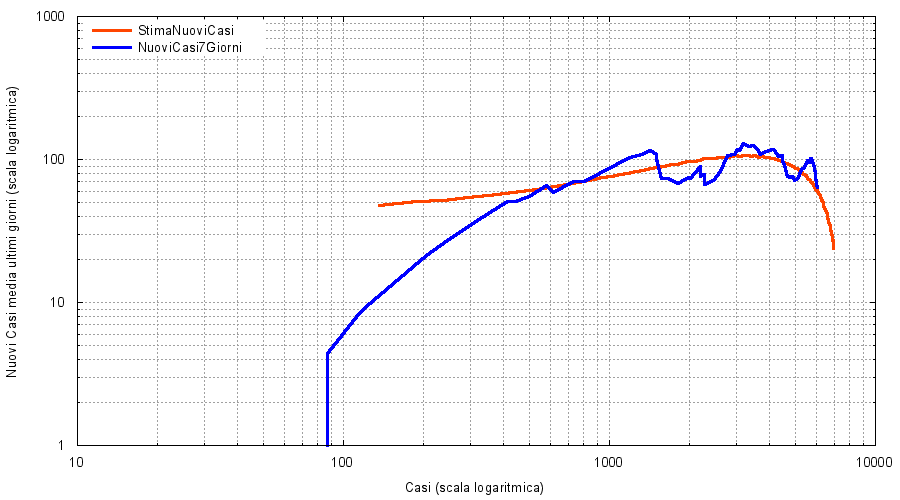 1000
100
10
1
Nuovi Casi media ultimi giorni (scala logaritmica)
StimaNuoviCasi
NuoviCasi7Giorni
10
100
1000
10000
Casi (scala logaritmica)